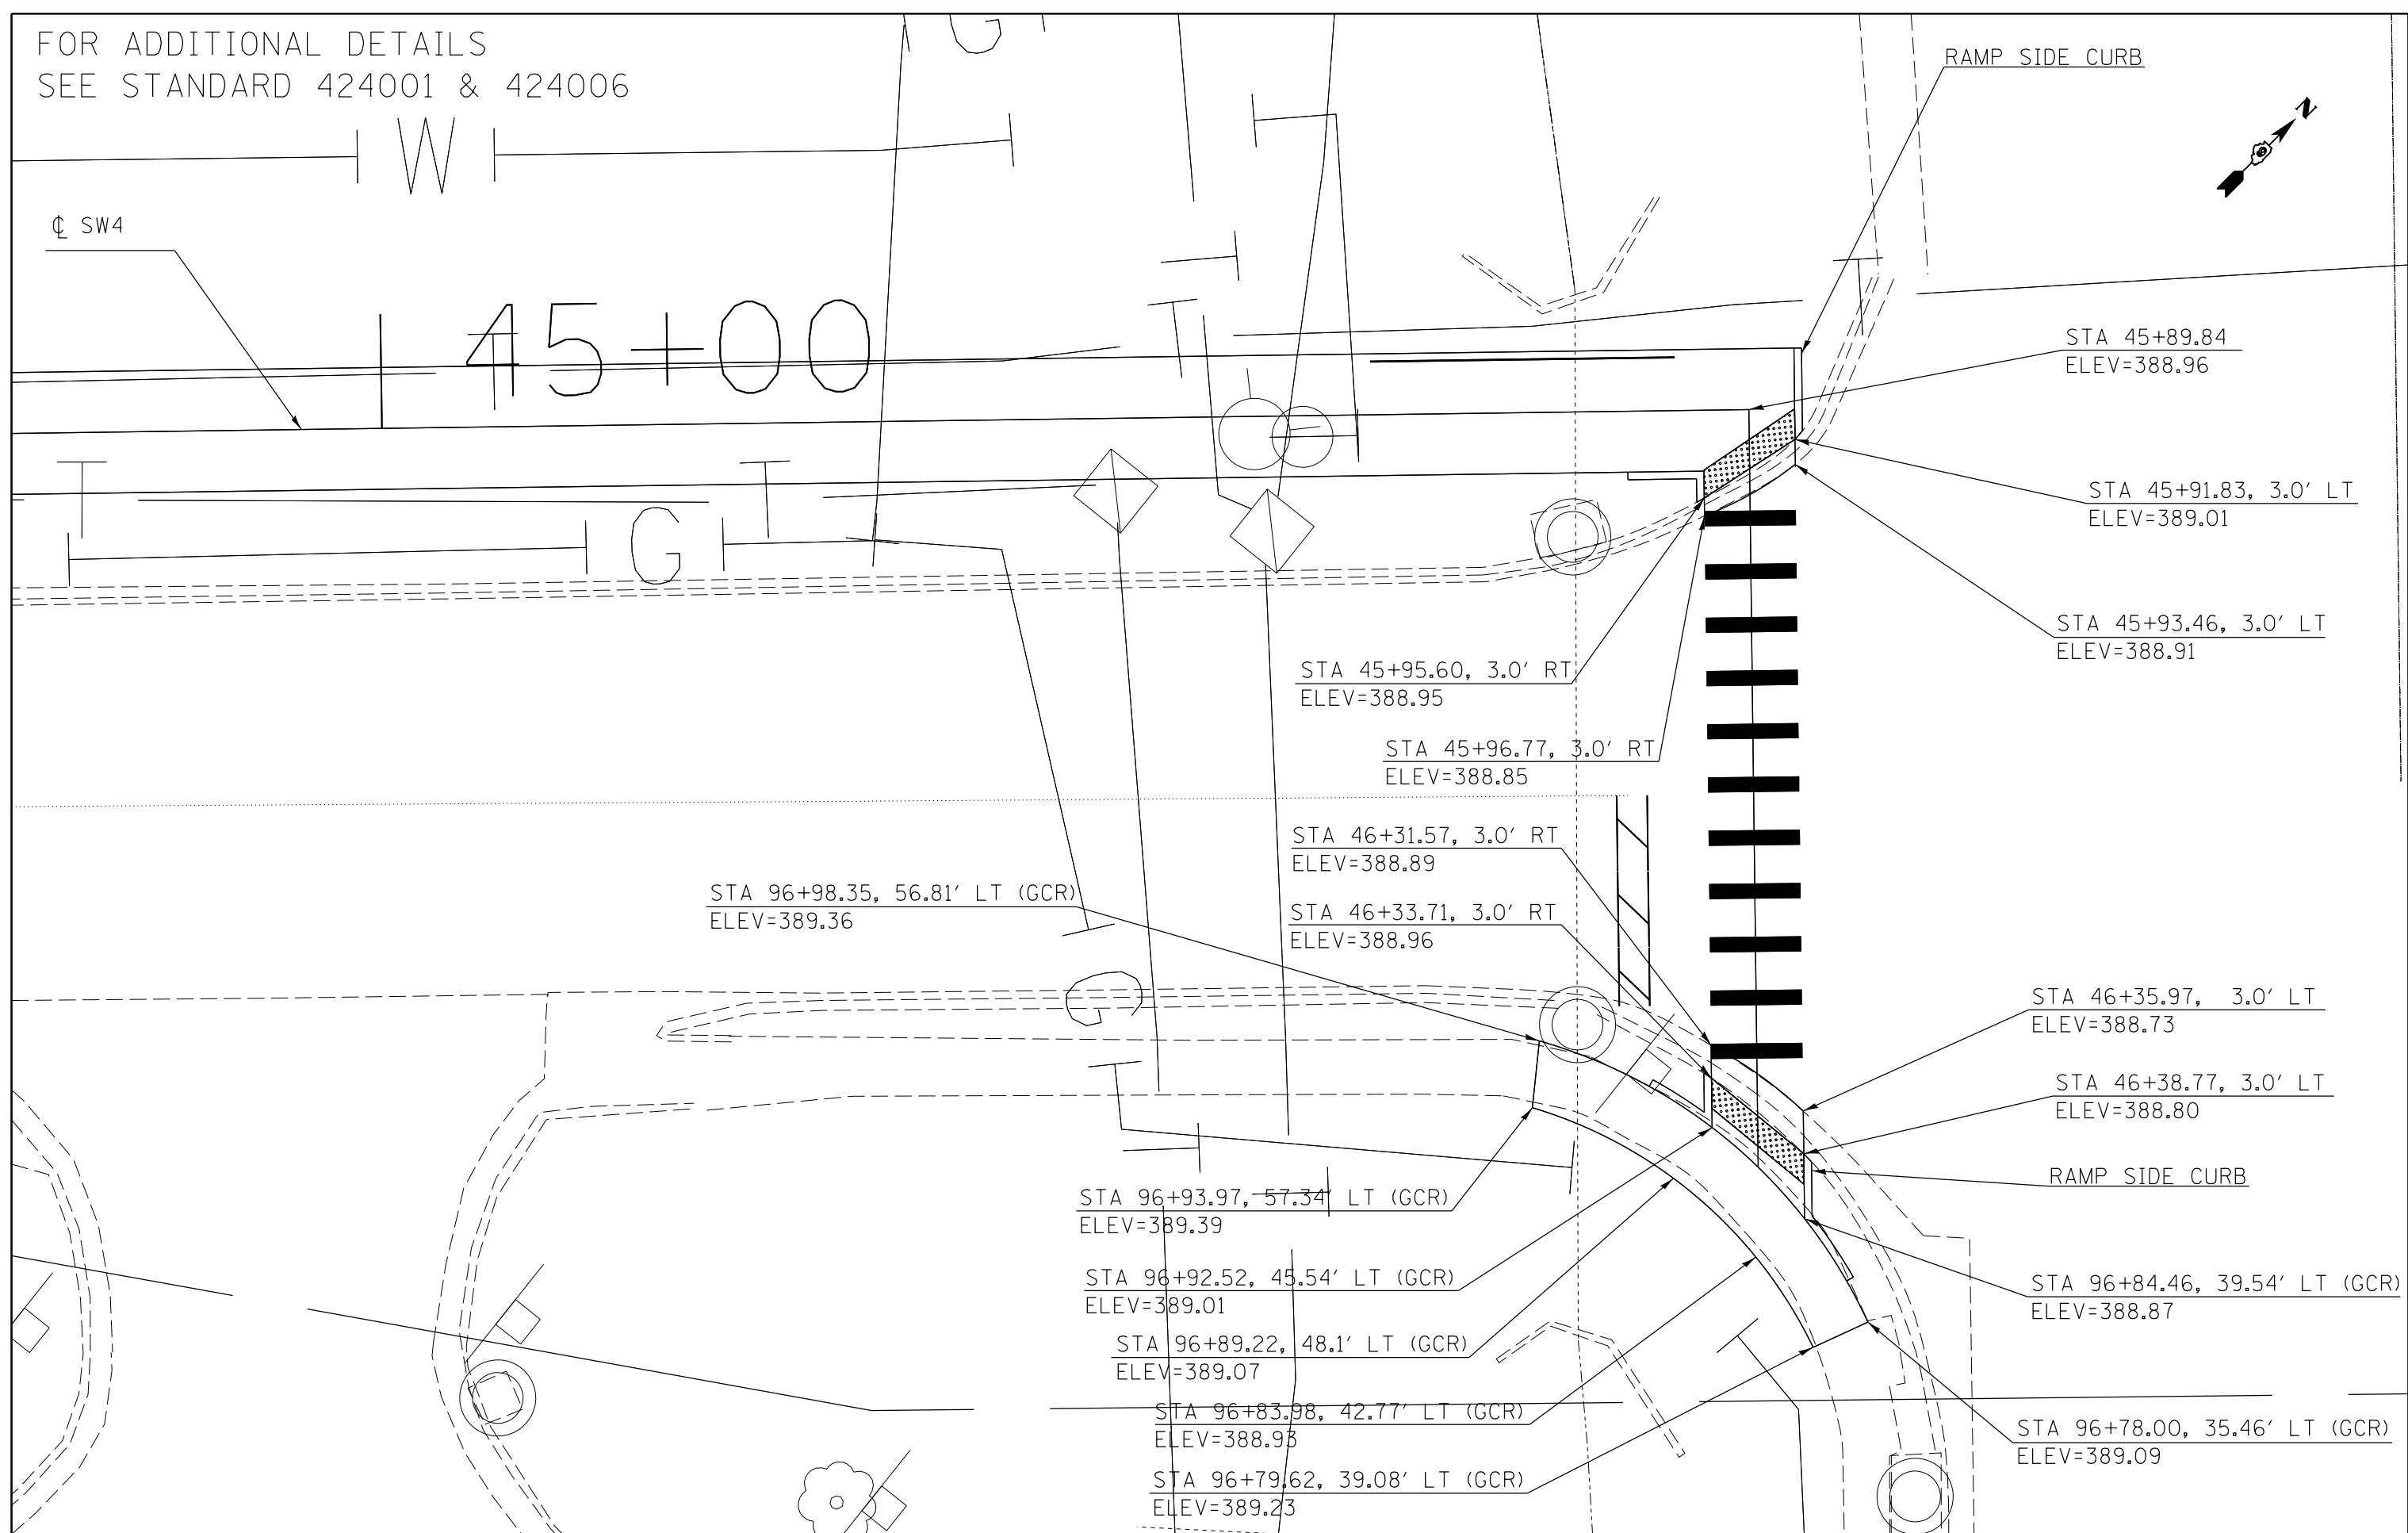 FOR ADDITIONAL DETAILS
SEE STANDARD 424001 & 424006
G
RAMP SIDE CURB
N
W
℄ SW4
45+00
STA 45+89.84
ELEV=388.96
STA 45+91.83, 3.0' LT
ELEV=389.01
G
STA 45+93.46, 3.0' LT
ELEV=388.91
STA 45+95.60, 3.0' RT
ELEV=388.95
STA 45+96.77, 3.0' RT
ELEV=388.85
STA 46+31.57, 3.0' RT
ELEV=388.89
STA 96+98.35, 56.81' LT (GCR)
ELEV=389.36
STA 46+33.71, 3.0' RT
ELEV=388.96
G
STA 46+35.97, 3.0' LT
ELEV=388.73
STA 46+38.77, 3.0' LT
ELEV=388.80
RAMP SIDE CURB
STA 96+93.97, 57.34' LT (GCR)
ELEV=389.39
STA 96+92.52, 45.54' LT (GCR)
ELEV=389.01
STA 96+84.46, 39.54' LT (GCR)
ELEV=388.87
STA 96+89.22, 48.1' LT (GCR)
ELEV=389.07
STA 96+83.98, 42.77' LT (GCR)
ELEV=388.93
STA 96+78.00, 35.46' LT (GCR)
ELEV=389.09
STA 96+79.62, 39.08' LT (GCR)
ELEV=389.23